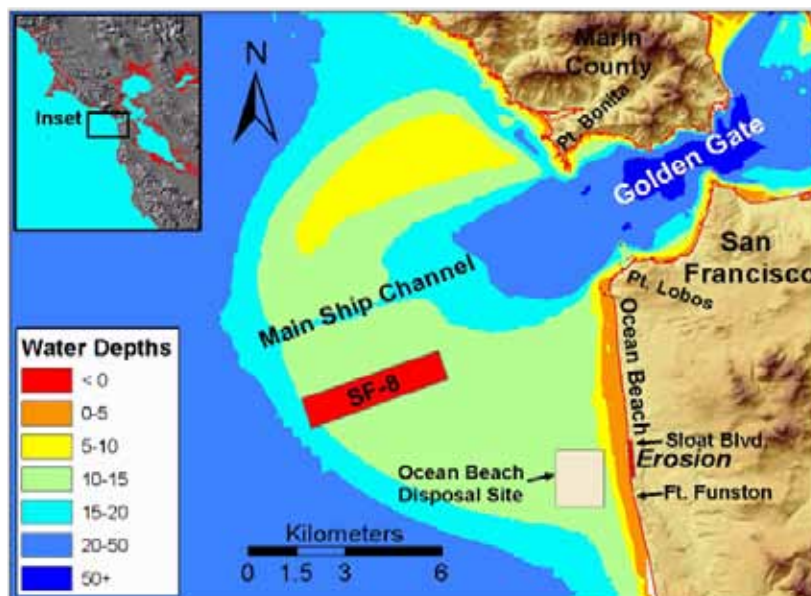 Inset
N
Marin
County
Pt. Bonita
Golden Gate
San
Francisco
Pt. Lobos
Main Ship Channel
Ocean Beach
SF-8
Sloat Blvd.
Erosion
Ocean Beach
Disposal Site
Ft. Funston
Water Depths
< 0
0-5
5-10
10-15
15-20
20-50
50+
Kilometers
0 1.5 3 6